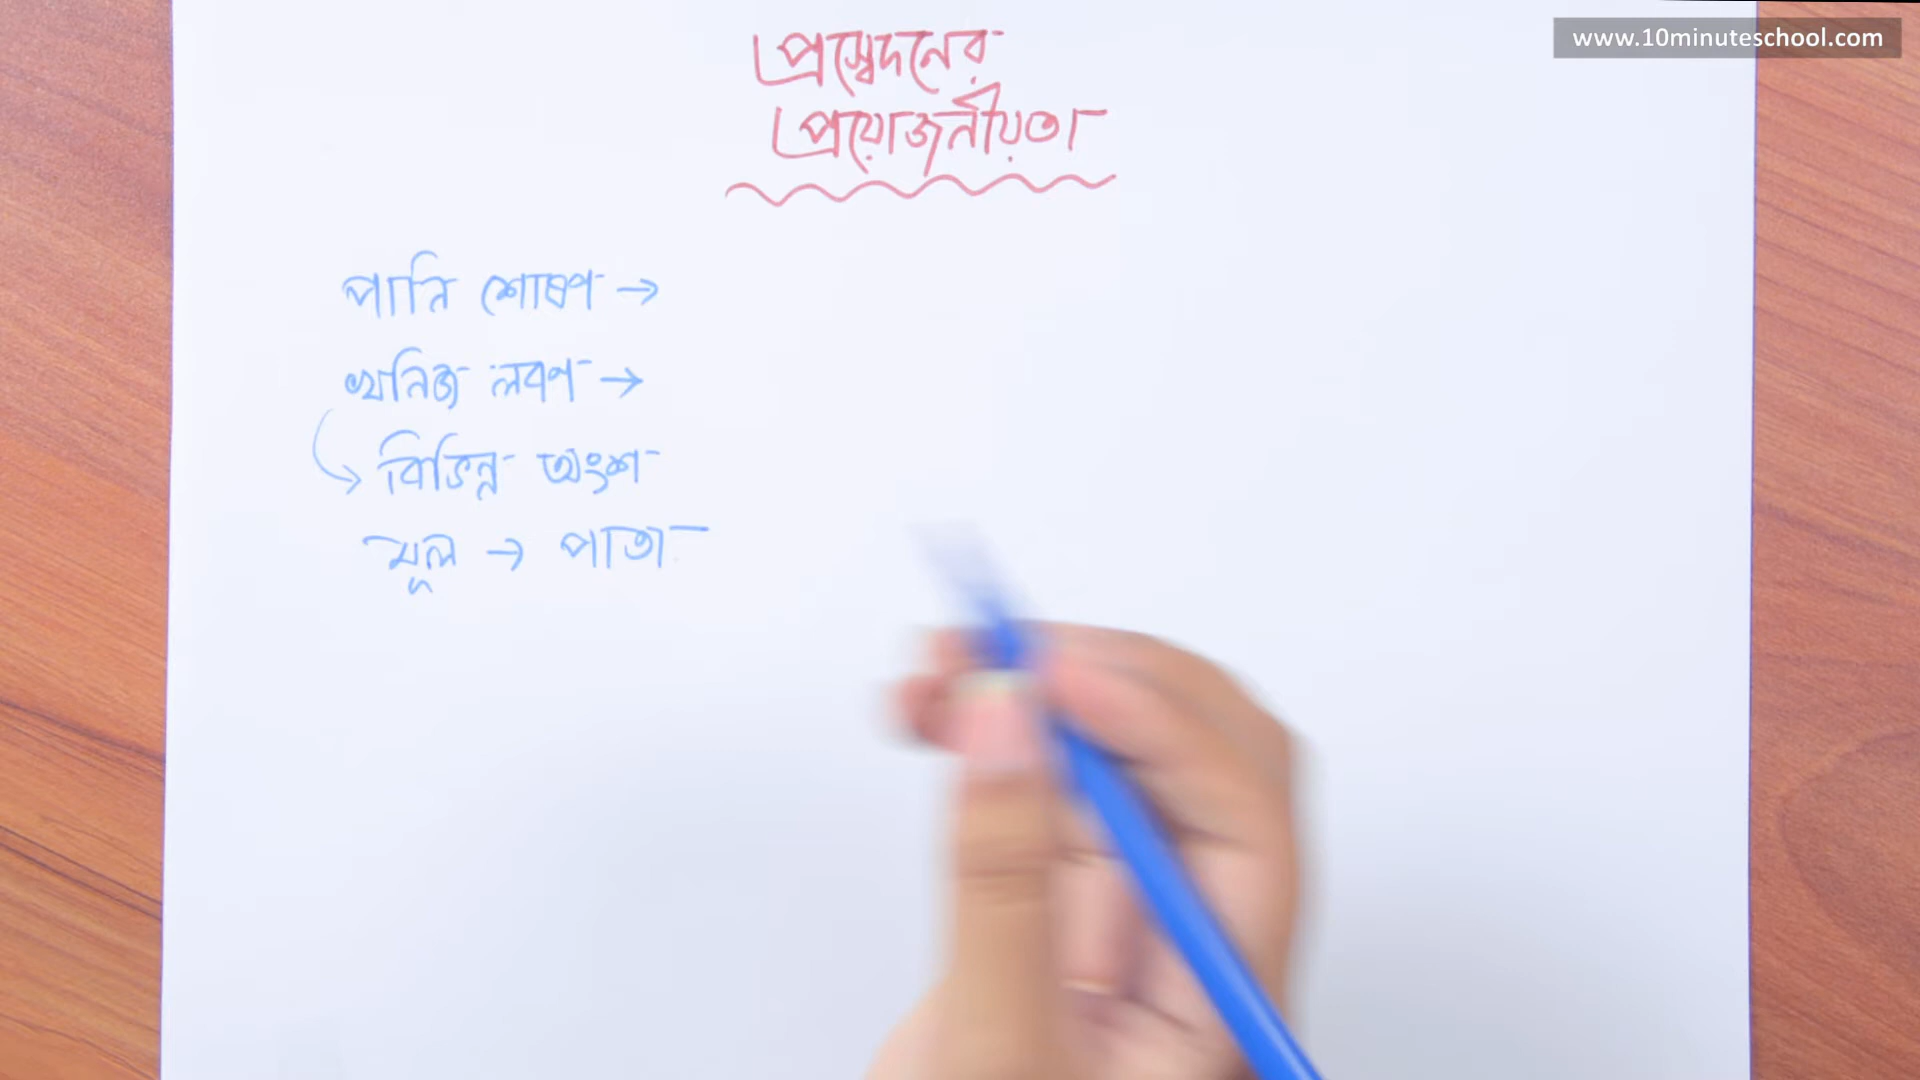 www.10minuteschool.com
প্রস্বেদনের
প্রয়োজনীয়তা
পানি শোষণ →
খনিজ লবণ →
→ বিভিন্ন অংশ
মূল → পাতা